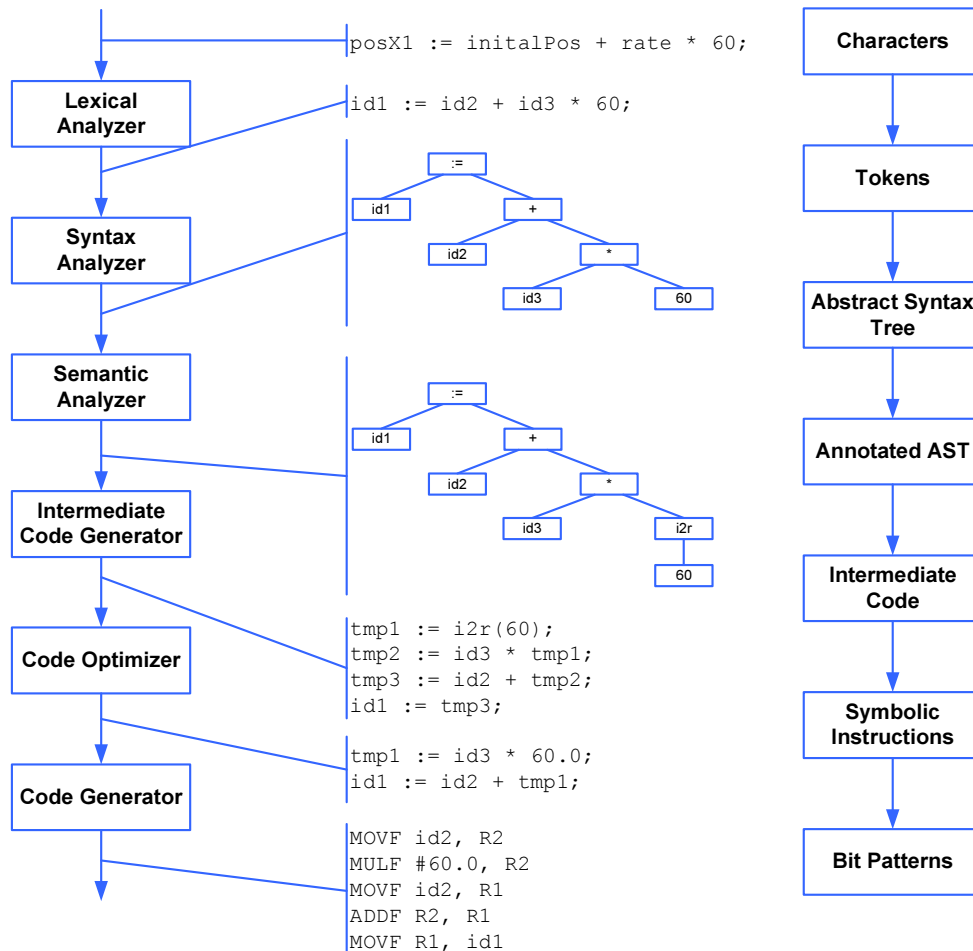 posX1 := initalPos + rate * 60;
Lexical
Analyzer
id1 := id2 + id3 * 60;
Syntax
Analyzer
:=
id1
+
id2
*
id3
60
Semantic
Analyzer
:=
id1
+
id2
*
id3
i2r
60
Intermediate
Code Generator
tmp1 := i2r(60);
tmp2 := id3 * tmp1;
tmp3 := id2 + tmp2;
id1 := tmp3;
Code Optimizer
tmp1 := id3 * 60.0;
id1 := id2 + tmp1;
Code Generator
MOVF id2, R2
MULF #60.0, R2
MOVF id2, R1
ADDF R2, R1
MOVF R1, id1
Characters
Tokens
Abstract Syntax
Tree
Annotated AST
Intermediate
Code
Symbolic
Instructions
Bit Patterns